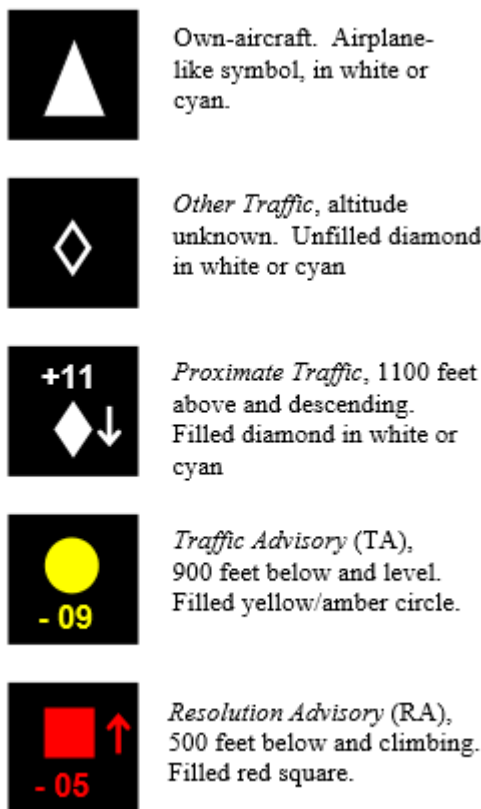 Own-aircraft. Airplane-
like symbol, in white or
cyan.
Other Traffic, altitude
unknown. Unfilled diamond
in white or cyan
+11
Proximate Traffic, 1100 feet
above and descending.
Filled diamond in white or
cyan
Traffic Advisory (TA),
900 feet below and level.
Filled yellow/amber circle.
- 09
Resolution Advisory (RA),
500 feet below and climbing.
Filled red square.
- 05